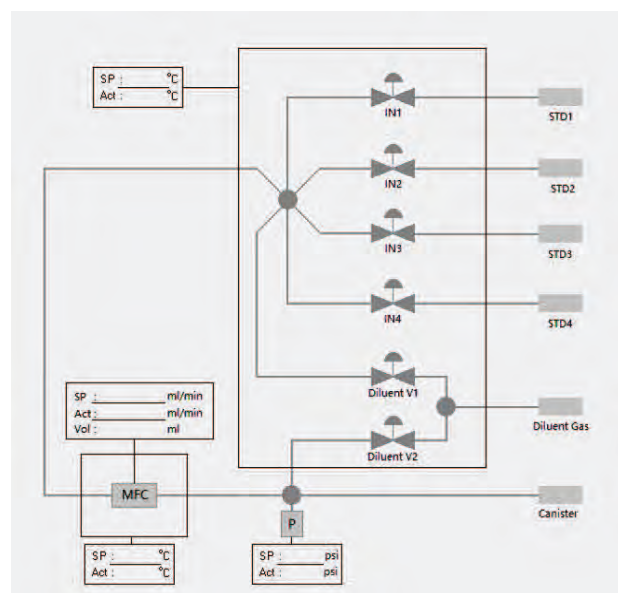 SP : °C
Act : °C
IN1
STD1
IN2
STD2
IN3
STD3
IN4
STD4
SP : ml/min
Act : ml/min
Vol : ml
Diluent V1
Diluent Gas
Diluent V2
MFC
Canister
P
SP : °C
Act : °C
SP : psi
Act : psi